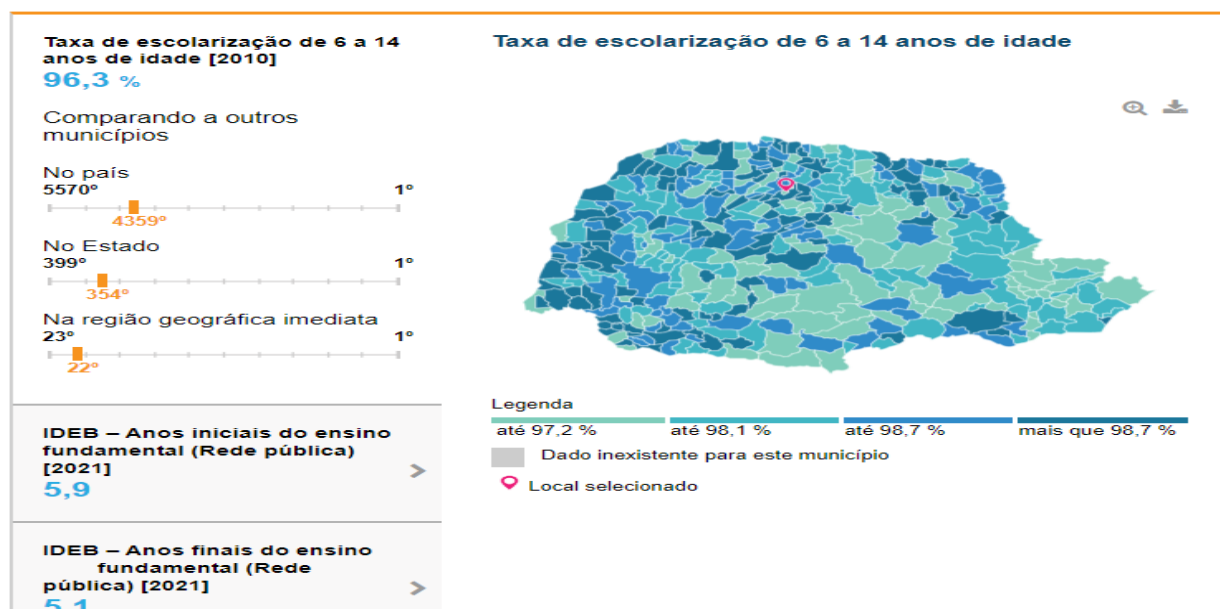 Taxa de escolarização de 6 a 14
anos de idade [2010]
96,3 %
Comparando a outros
municípios
No país
5570º 1º
4359º
No Estado
399º 1º
354º
Na região geográfica imediata
23º 1º
22º
IDEB – Anos iniciais do ensino
fundamental (Rede pública)
[2021]
5,9
IDEB – Anos finais do ensino
fundamental (Rede
pública) [2021]
5,1
Taxa de escolarização de 6 a 14 anos de idade
Legenda
até 97,2 % até 98,1 % até 98,7 % mais que 98,7 %
Dado inexistente para este município
Local selecionado